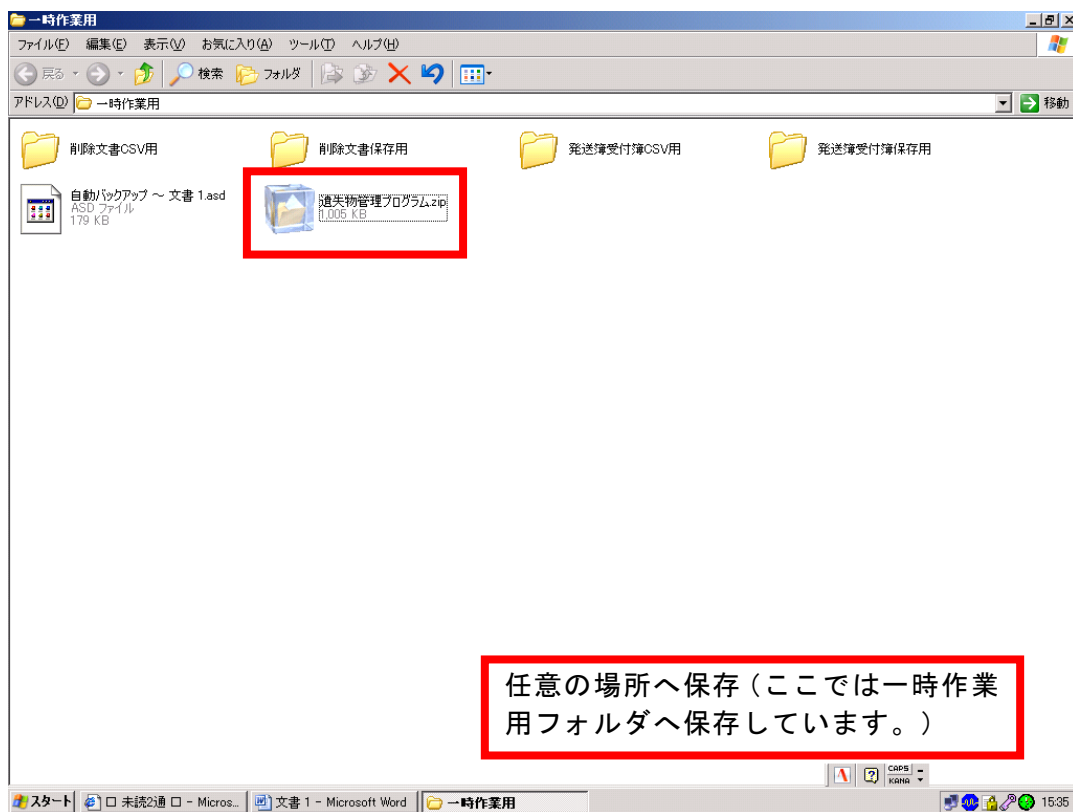 一時作業用
ファイル(F) 編集(E) 表示(V) お気に入り(A) ツール(T) ヘルプ(H)
戻る 検索 フォルダ
アドレス(D) 一時作業用 移動
削除文書CSV用 削除文書保存用 発送簿受付簿CSV用 発送簿受付簿保存用
自動バックアップ ~ 文書 1.asd
ASD ファイル
179 KB
遺失物管理プログラム.zip
1,005 KB
任意の場所へ保存(ここでは一時作業
用フォルダへ保存しています。)
A ? CAPS
KANA
スタート 口 未読2通 口 - Micros... 文書 1 - Microsoft Word 一時作業用 15:35